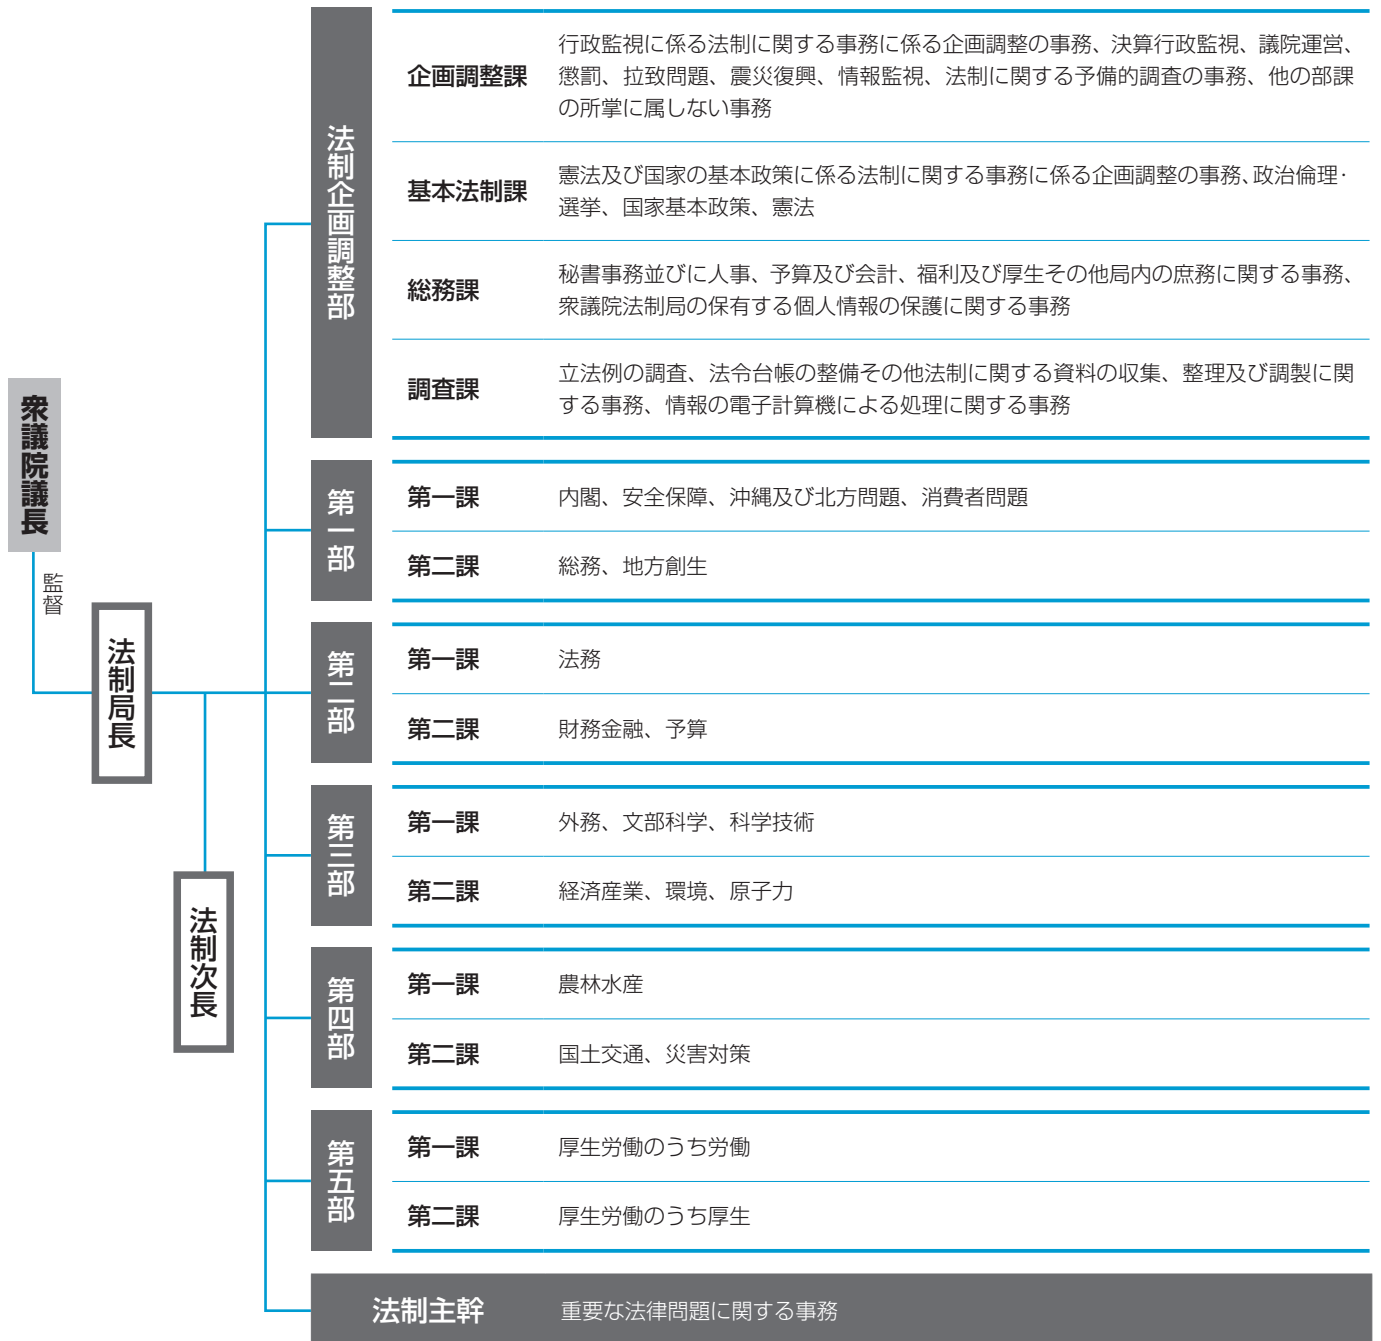 衆議院議長
監督
法制局長
法制次長
法制企画調整部
企画調整課
行政監視に係る法制に関する事務に係る企画調整の事務、決算行政監視、議院運営、
懲罰、拉致問題、震災復興、情報監視、法制に関する予備的調査の事務、他の部課
の所掌に属しない事務
基本法制課
憲法及び国家の基本政策に係る法制に関する事務に係る企画調整の事務、政治倫理・
選挙、国家基本政策、憲法
総務課
秘書事務並びに人事、予算及び会計、福利及び厚生その他局内の庶務に関する事務、
衆議院法制局の保有する個人情報の保護に関する事務
調査課
立法例の調査、法令台帳の整備その他法制に関する資料の収集、整理及び調製に関
する事務、情報の電子計算機による処理に関する事務
第一部
第一課
内閣、安全保障、沖縄及び北方問題、消費者問題
第二課
総務、地方創生
第二部
第一課
法務
第二課
財務金融、予算
第三部
第一課
外務、文部科学、科学技術
第二課
経済産業、環境、原子力
第四部
第一課
農林水産
第二課
国土交通、災害対策
第五部
第一課
厚生労働のうち労働
第二課
厚生労働のうち厚生
法制主幹
重要な法律問題に関する事務